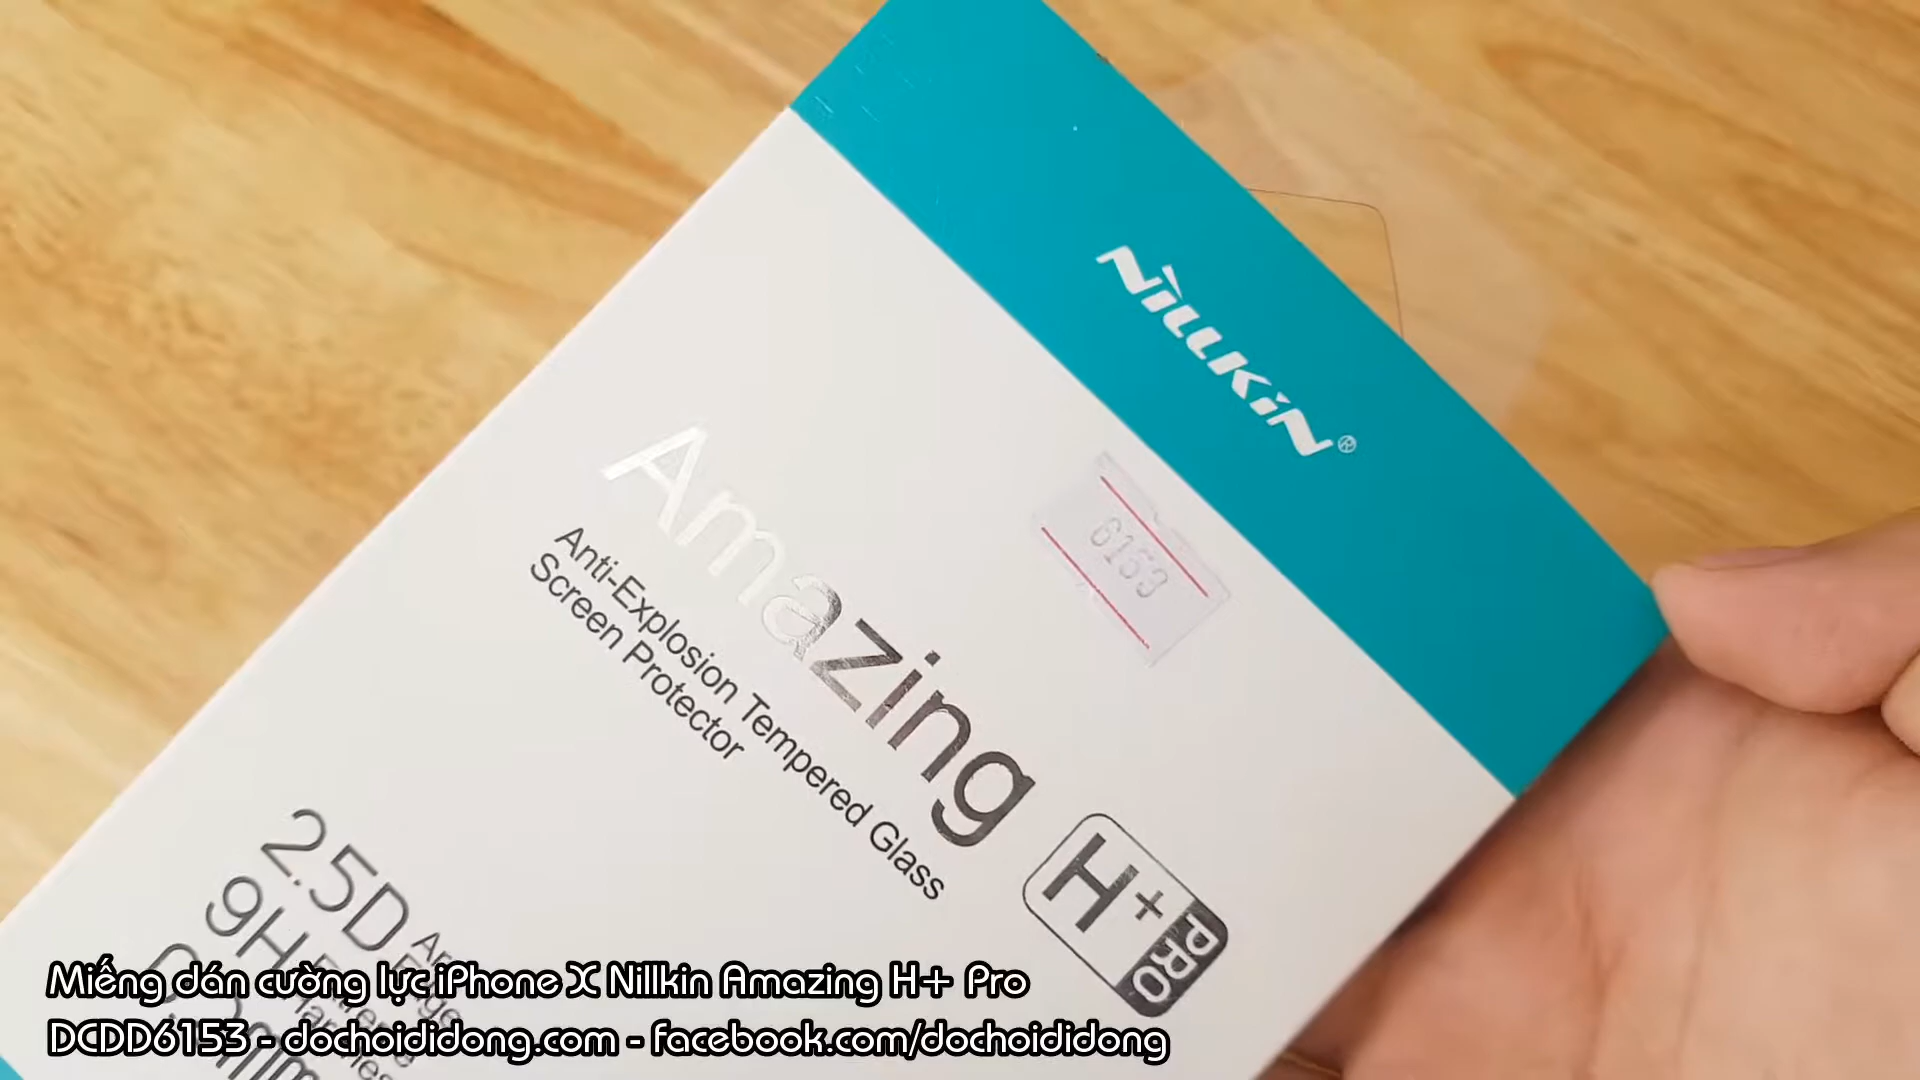 NILLKIN®
6153
Amazing H+ PRO
Anti-Explosion Tempered Glass
Screen Protector
2.5D
9H
Miếng dán cường lực iPhone X Nillkin Amazing H+ Pro
DCDD6153 - dochoididong.com - facebook.com/dochoididong